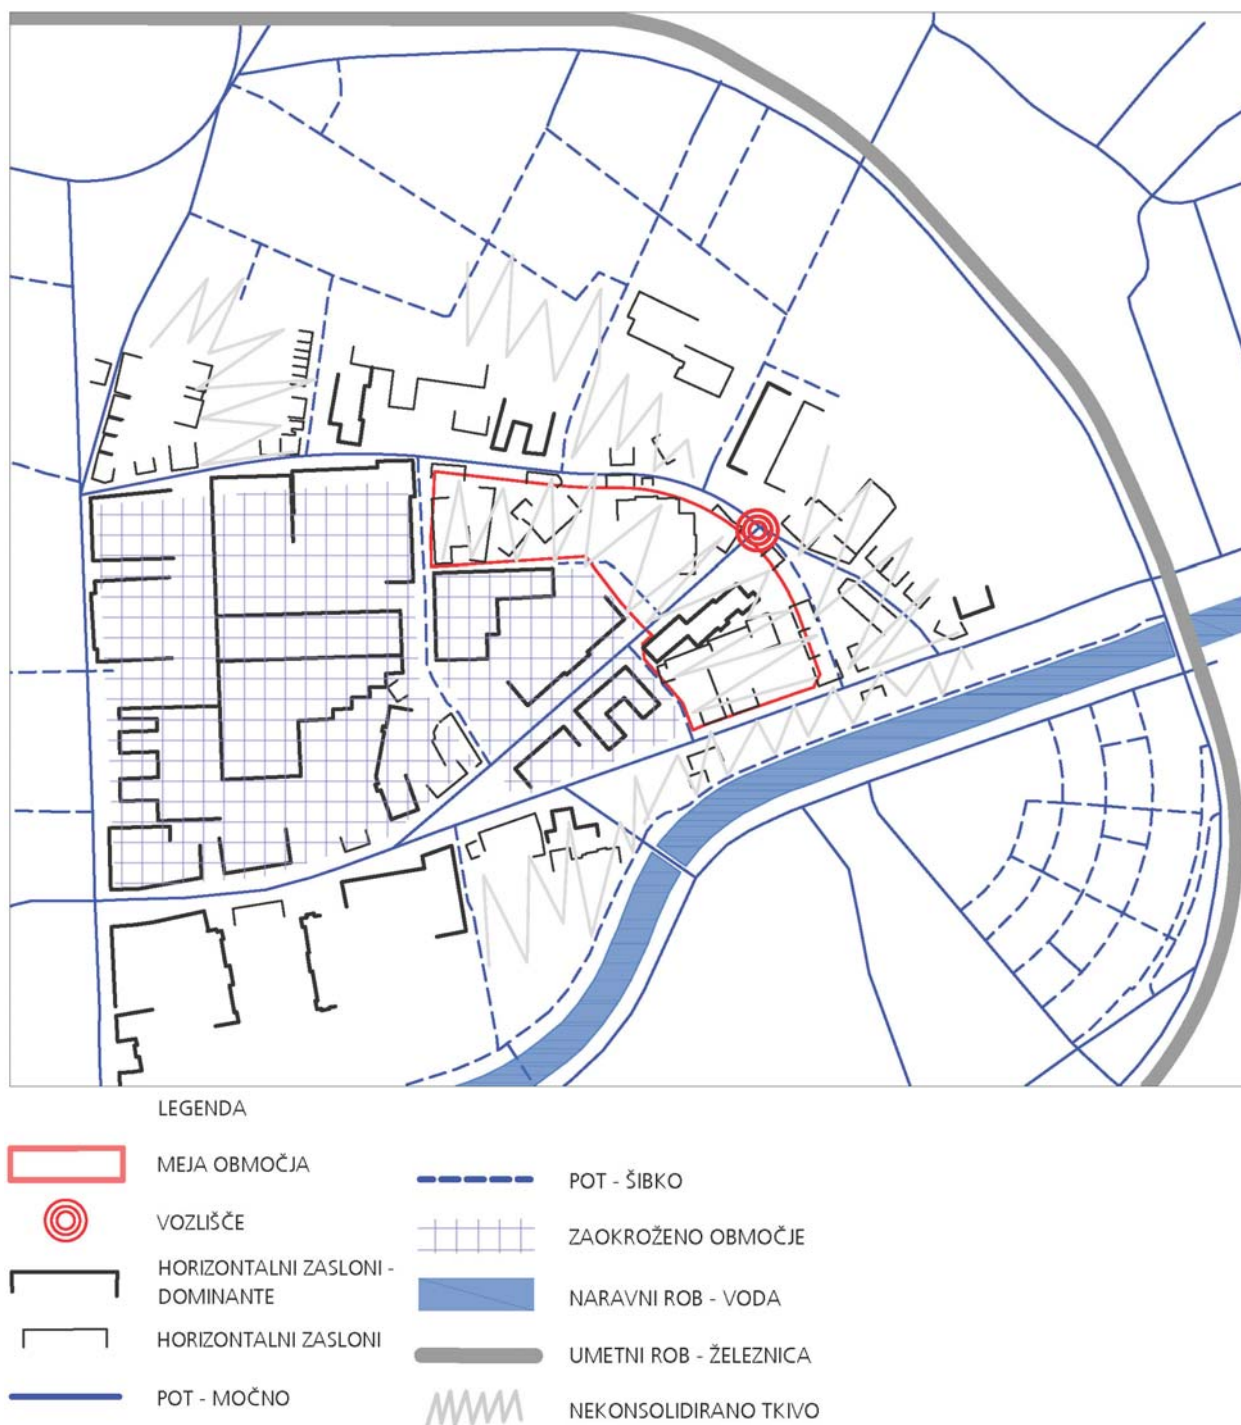 LEGENDA
MEJA OBMOČJA
VOZLIŠČE
HORIZONTALNI ZASLONI -
DOMINANTE
HORIZONTALNI ZASLONI
POT - MOČNO
POT - ŠIBKO
ZAOKROŽENO OBMOČJE
NARAVNI ROB - VODA
UMETNI ROB - ŽELEZNICA
NEKONSOLIDIRANO TKIVO